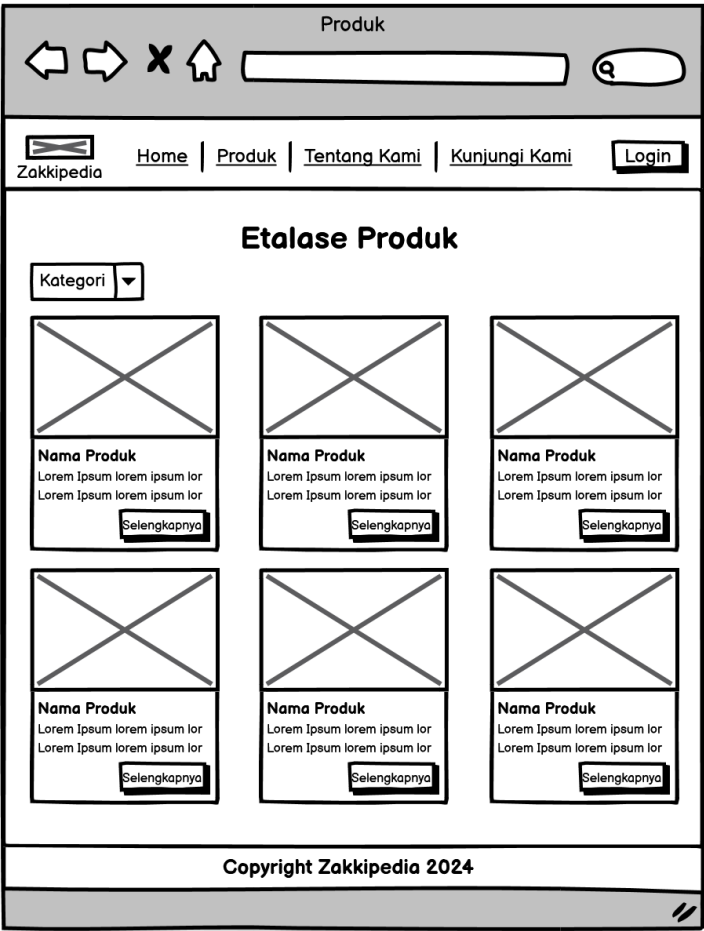 Produk
Zakkipedia
Home Produk Tentang Kami Kunjungi Kami Login
Etalase Produk
Kategori
Nama Produk
Lorem Ipsum lorem ipsum lor
Lorem Ipsum lorem ipsum lor
Selengkapnya
Nama Produk
Lorem Ipsum lorem ipsum lor
Lorem Ipsum lorem ipsum lor
Selengkapnya
Nama Produk
Lorem Ipsum lorem ipsum lor
Lorem Ipsum lorem ipsum lor
Selengkapnya
Nama Produk
Lorem Ipsum lorem ipsum lor
Lorem Ipsum lorem ipsum lor
Selengkapnya
Nama Produk
Lorem Ipsum lorem ipsum lor
Lorem Ipsum lorem ipsum lor
Selengkapnya
Nama Produk
Lorem Ipsum lorem ipsum lor
Lorem Ipsum lorem ipsum lor
Selengkapnya
Copyright Zakkipedia 2024